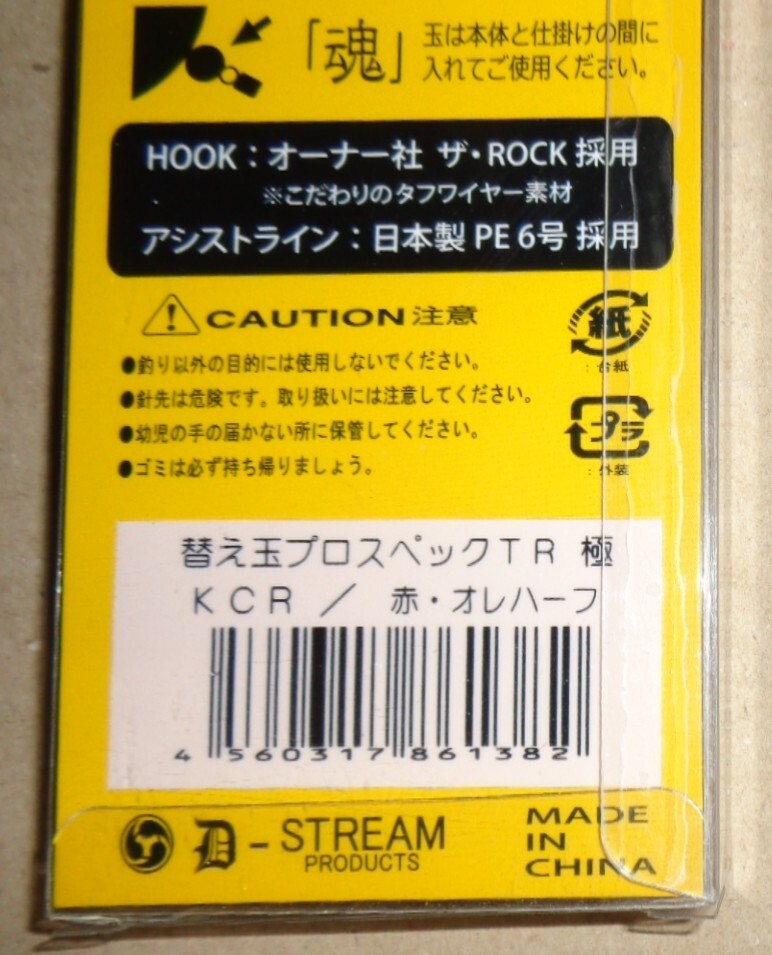 「魂」 玉は本体と仕掛けの間に
入れてご使用ください。
HOOK：オーナー社 ザ・ROCK 採用
※こだわりのタフワイヤー素材
アシストライン：日本製 PE 6号 採用
CAUTION 注意
●釣り以外の目的には使用しないでください。
●針先は危険です。取り扱いには注意してください。
●幼児の手の届かない所に保管してください。
●ゴミは必ず持ち帰りましょう。
紙
：台紙
プラ
：外装
替え玉プロスペックTR 極
KCR ／ 赤・オレハーフ
4 560317 861382
D-STREAM
PRODUCTS
MADE
IN
CHINA